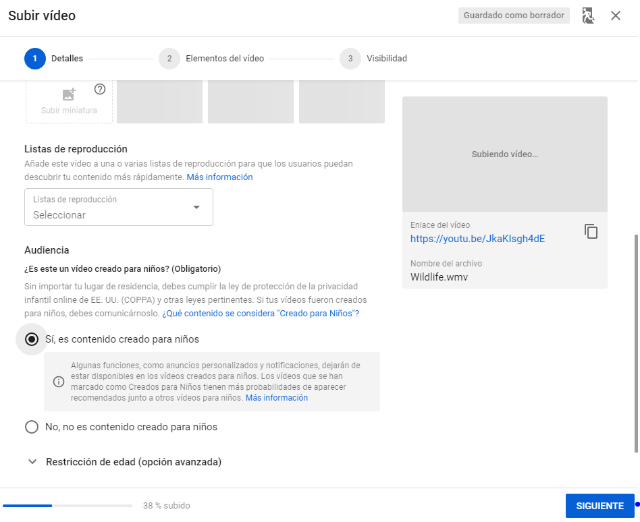 Subir vídeo
Guardado como borrador
1 Detalles
2 Elementos del vídeo
3 Visibilidad
Subir miniatura
Listas de reproducción
Añade este vídeo a una o varias listas de reproducción para que los usuarios puedan
descubrir tu contenido más rápidamente. Más información
Listas de reproducción
Seleccionar
Audiencia
¿Es este un vídeo creado para niños? (Obligatorio)
Sin importar tu lugar de residencia, debes cumplir la ley de protección de la privacidad
infantil online de EE. UU. (COPPA) y otras leyes pertinentes. Si tus vídeos fueron creados
para niños, debes comunicárnoslo. ¿Qué contenido se considera "Creado para Niños"?
Sí, es contenido creado para niños
Algunas funciones, como anuncios personalizados y notificaciones, dejarán de
estar disponibles en los vídeos creados para niños. Los vídeos que se han
marcado como Creados para Niños tienen más probabilidades de aparecer
recomendados junto a otros vídeos para niños. Más información
No, no es contenido creado para niños
Restricción de edad (opción avanzada)
Subiendo vídeo...
Enlace del vídeo
https://youtu.be/JkaKIsgh4dE
Nombre del archivo
Wildlife.wmv
38 % subido
SIGUIENTE